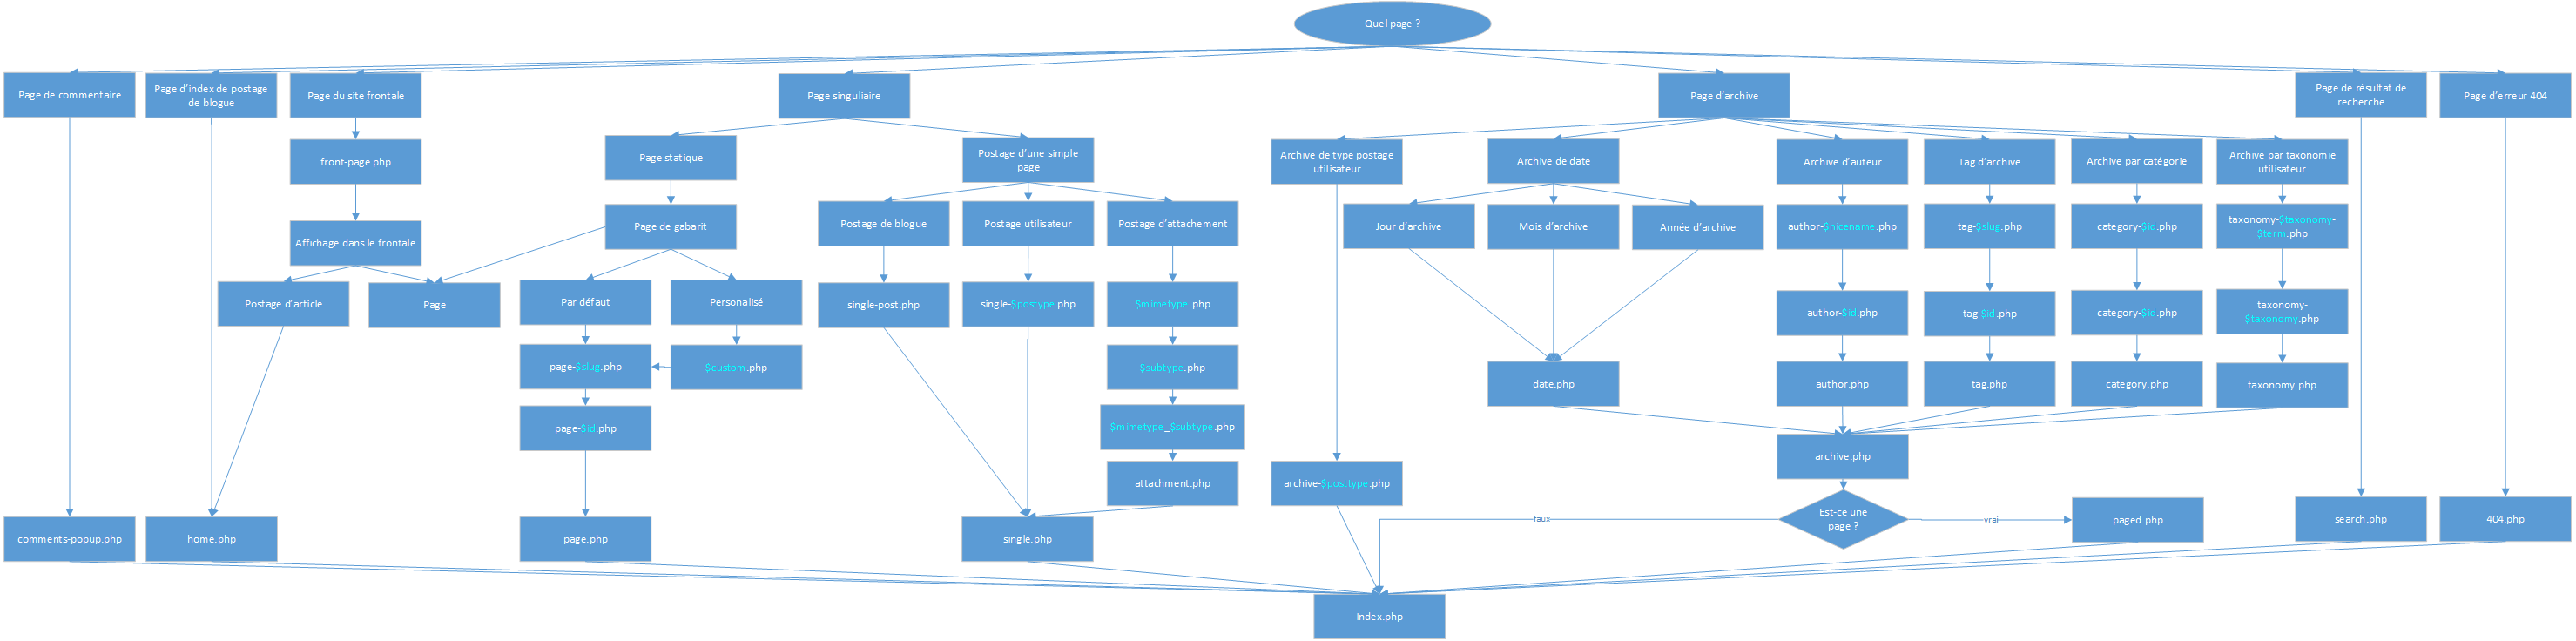 Quel page ?
Page de commentaire
Page d'index de postage
de blogue
Page du site frontale
Page singuliaire
Page d'archive
Page de résultat de
recherche
Page d'erreur 404
front-page.php
Page statique
Postage d'une simple
page
Archive de type postage
utilisateur
Archive de date
Archive d'auteur
Tag d'archive
Archive par catégorie
Archive par taxonomie
utilisateur
Affichage dans le frontale
Page de gabarit
Postage de blogue
Postage utilisateur
Postage d'attachement
Jour d'archive
Mois d'archive
Année d'archive
author-$nicename.php
tag-$slug.php
category-$id.php
taxonomy-$taxonomy-
$term.php
Postage d'article
Page
Par défaut
Personalisé
single-post.php
single-$postype.php
$mimetype.php
author-$id.php
tag-$id.php
category-$id.php
taxonomy-
$taxonomy.php
page-$slug.php
$custom.php
$subtype.php
date.php
author.php
tag.php
category.php
taxonomy.php
page-$id.php
$mimetype_$subtype.php
archive.php
attachment.php
archive-$posttype.php
Est-ce une
page ?
faux
vrai
comments-popup.php
home.php
page.php
single.php
paged.php
search.php
404.php
Index.php